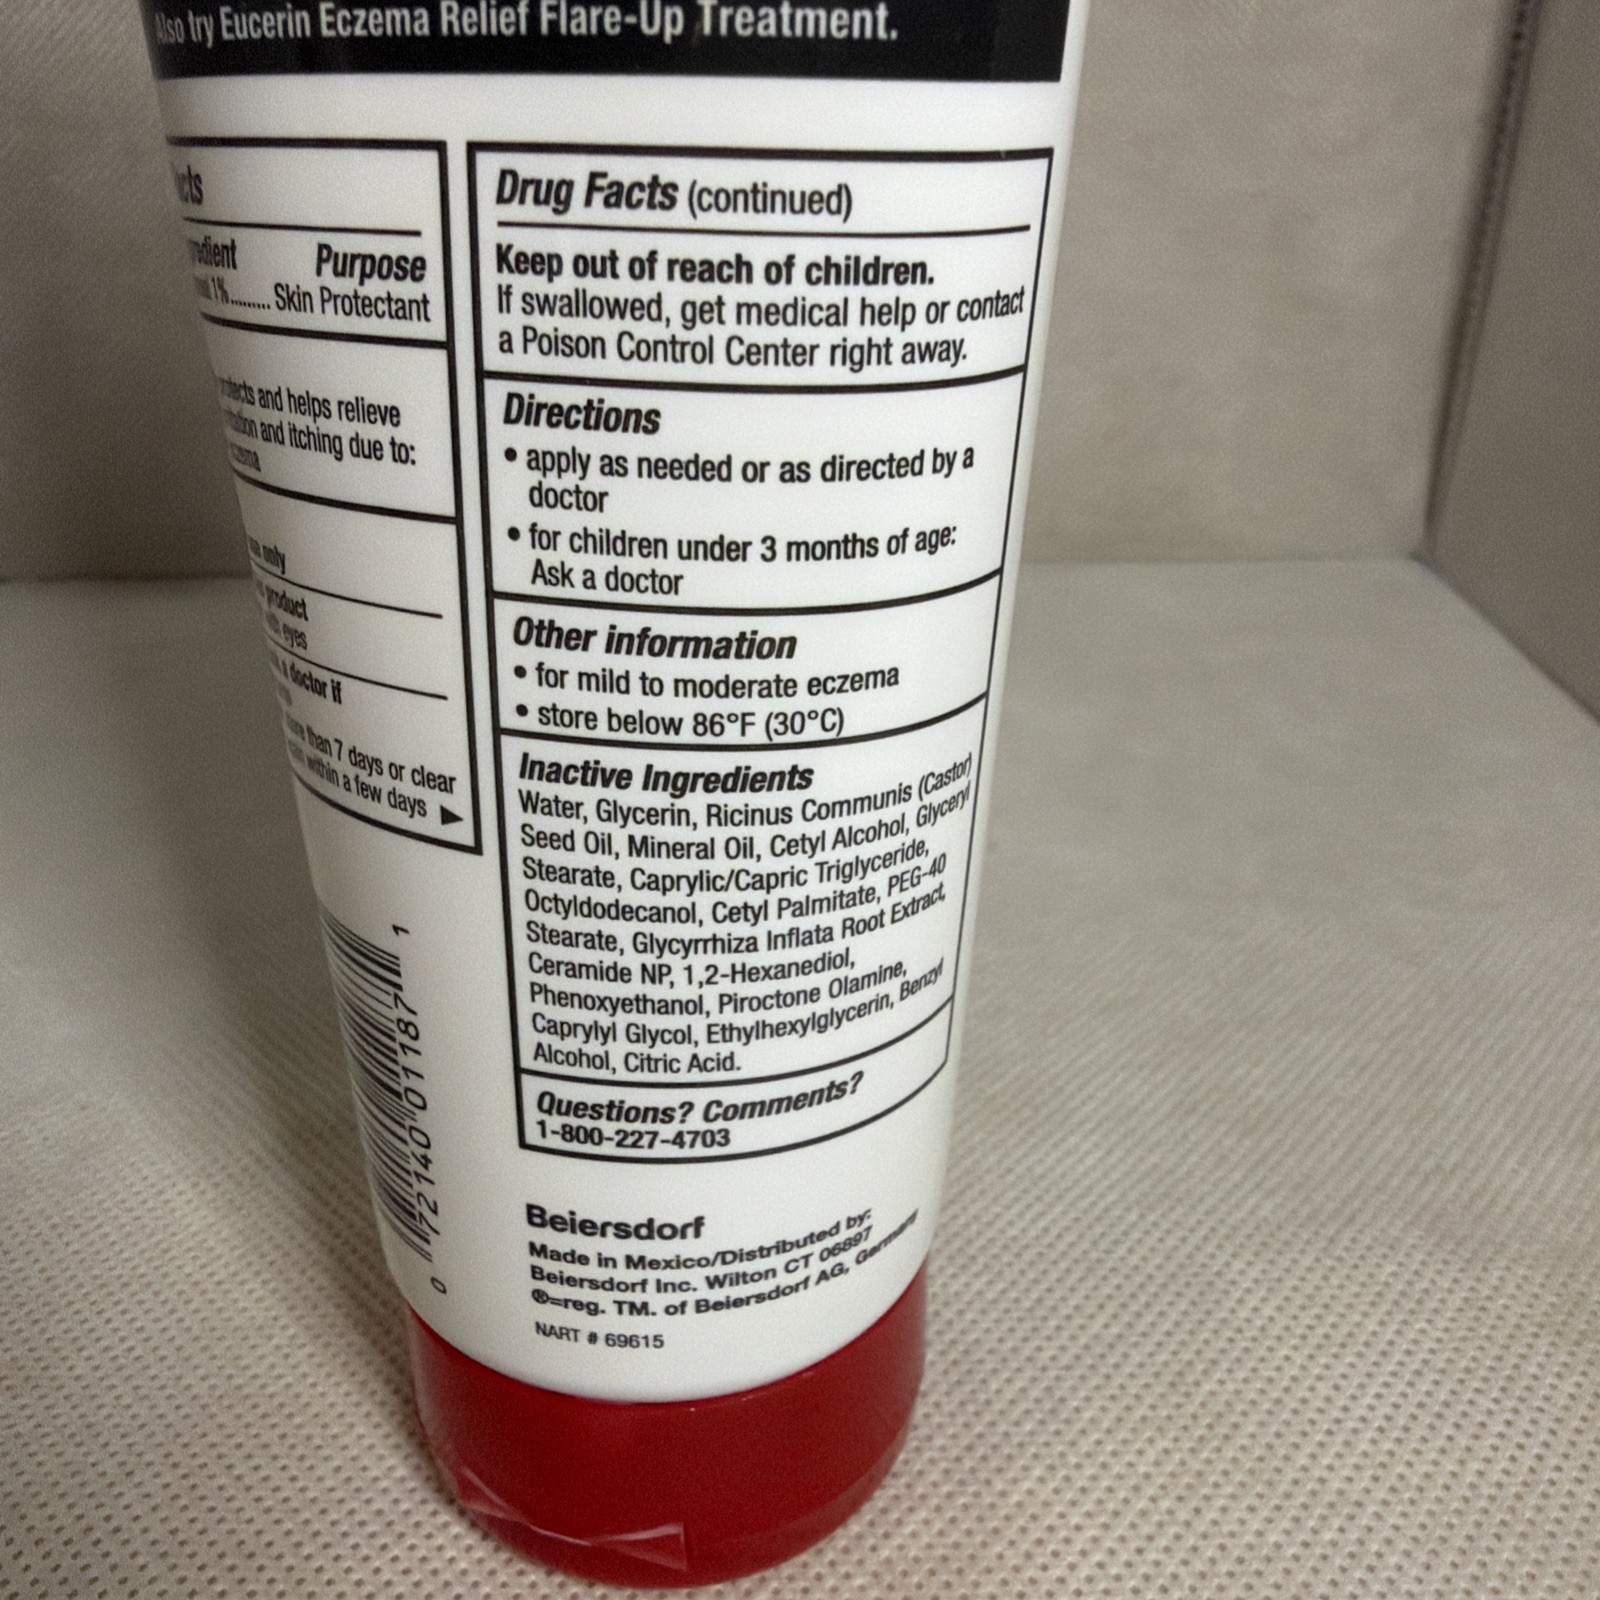 Also try Eucerin Eczema Relief Flare-Up Treatment.
Purpose
1%......... Skin Protectant
and helps relieve
and itching due to:
only
product
eyes
doctor if
than 7 days or clear
within a few days
0 72140 01187 1
Drug Facts (continued)
Keep out of reach of children.
If swallowed, get medical help or contact
a Poison Control Center right away.
Directions
• apply as needed or as directed by a
doctor
• for children under 3 months of age:
Ask a doctor
Other information
• for mild to moderate eczema
• store below 86°F (30°C)
Inactive Ingredients
Water, Glycerin, Ricinus Communis (Castor)
Seed Oil, Mineral Oil, Cetyl Alcohol, Glyceryl
Stearate, Caprylic/Capric Triglyceride,
Octyldodecanol, Cetyl Palmitate, PEG-40
Stearate, Glycyrrhiza Inflata Root Extract,
Ceramide NP, 1,2-Hexanediol,
Phenoxyethanol, Piroctone Olamine,
Caprylyl Glycol, Ethylhexylglycerin, Benzyl
Alcohol, Citric Acid.
Questions? Comments?
1-800-227-4703
Beiersdorf
Made in Mexico/Distributed by:
Beiersdorf Inc. Wilton CT 06897
®=reg. TM. of Beiersdorf AG, Germany
NART # 69615